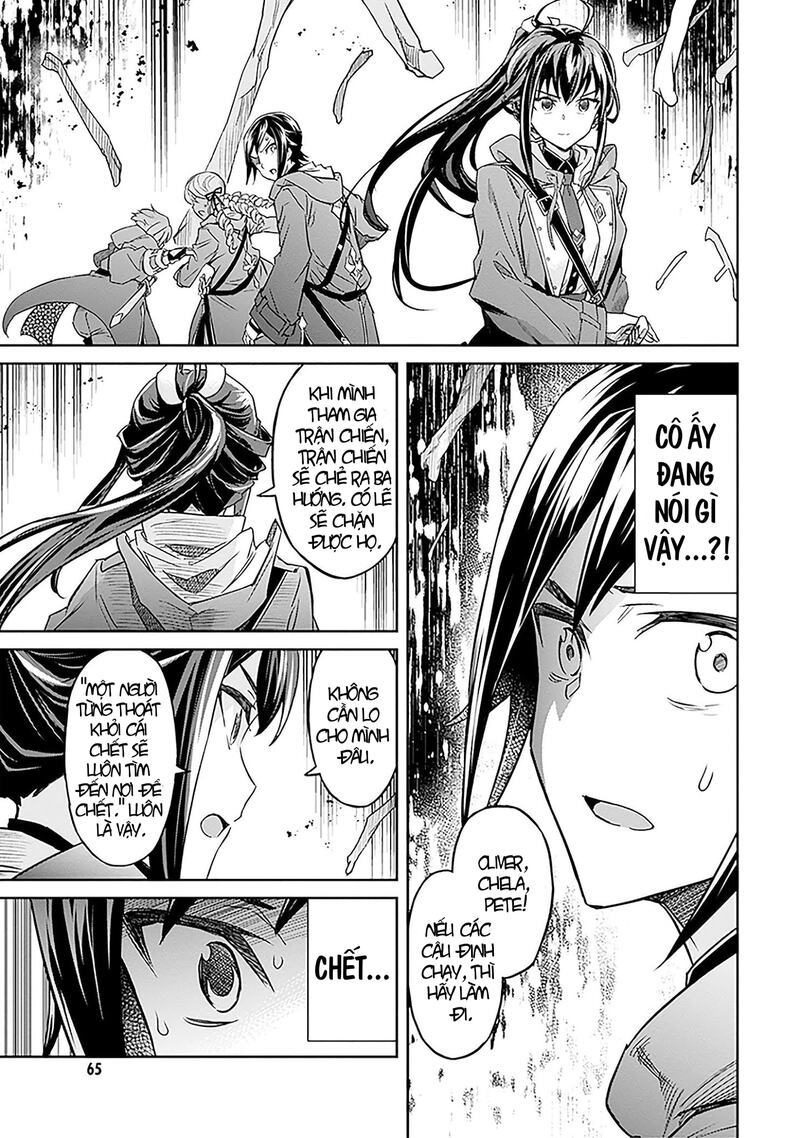 CÔ ẤY
ĐANG
NÓI GÌ
VẬY...?!
OLIVER,
CHELA,
PETE!
NẾU CÁC
CẬU ĐỊNH
CHẠY, THÌ
HÃY LÀM
ĐI.
KHI MÌNH
THAM GIA
TRẬN CHIẾN,
TRẬN CHIẾN
SẼ CHẺ RA BA
HƯỚNG. CÓ LẼ
SẼ CHẶN
ĐƯỢC HỌ.
KHÔNG
CẦN LO
CHO MÌNH
ĐÂU.
"MỘT NGƯỜI
TỪNG THOÁT
KHỎI CÁI
CHẾT SẼ
LUÔN TÌM
ĐẾN NƠI ĐỂ
CHẾT." LUÔN
LÀ VẬY.
CHẾT...
65